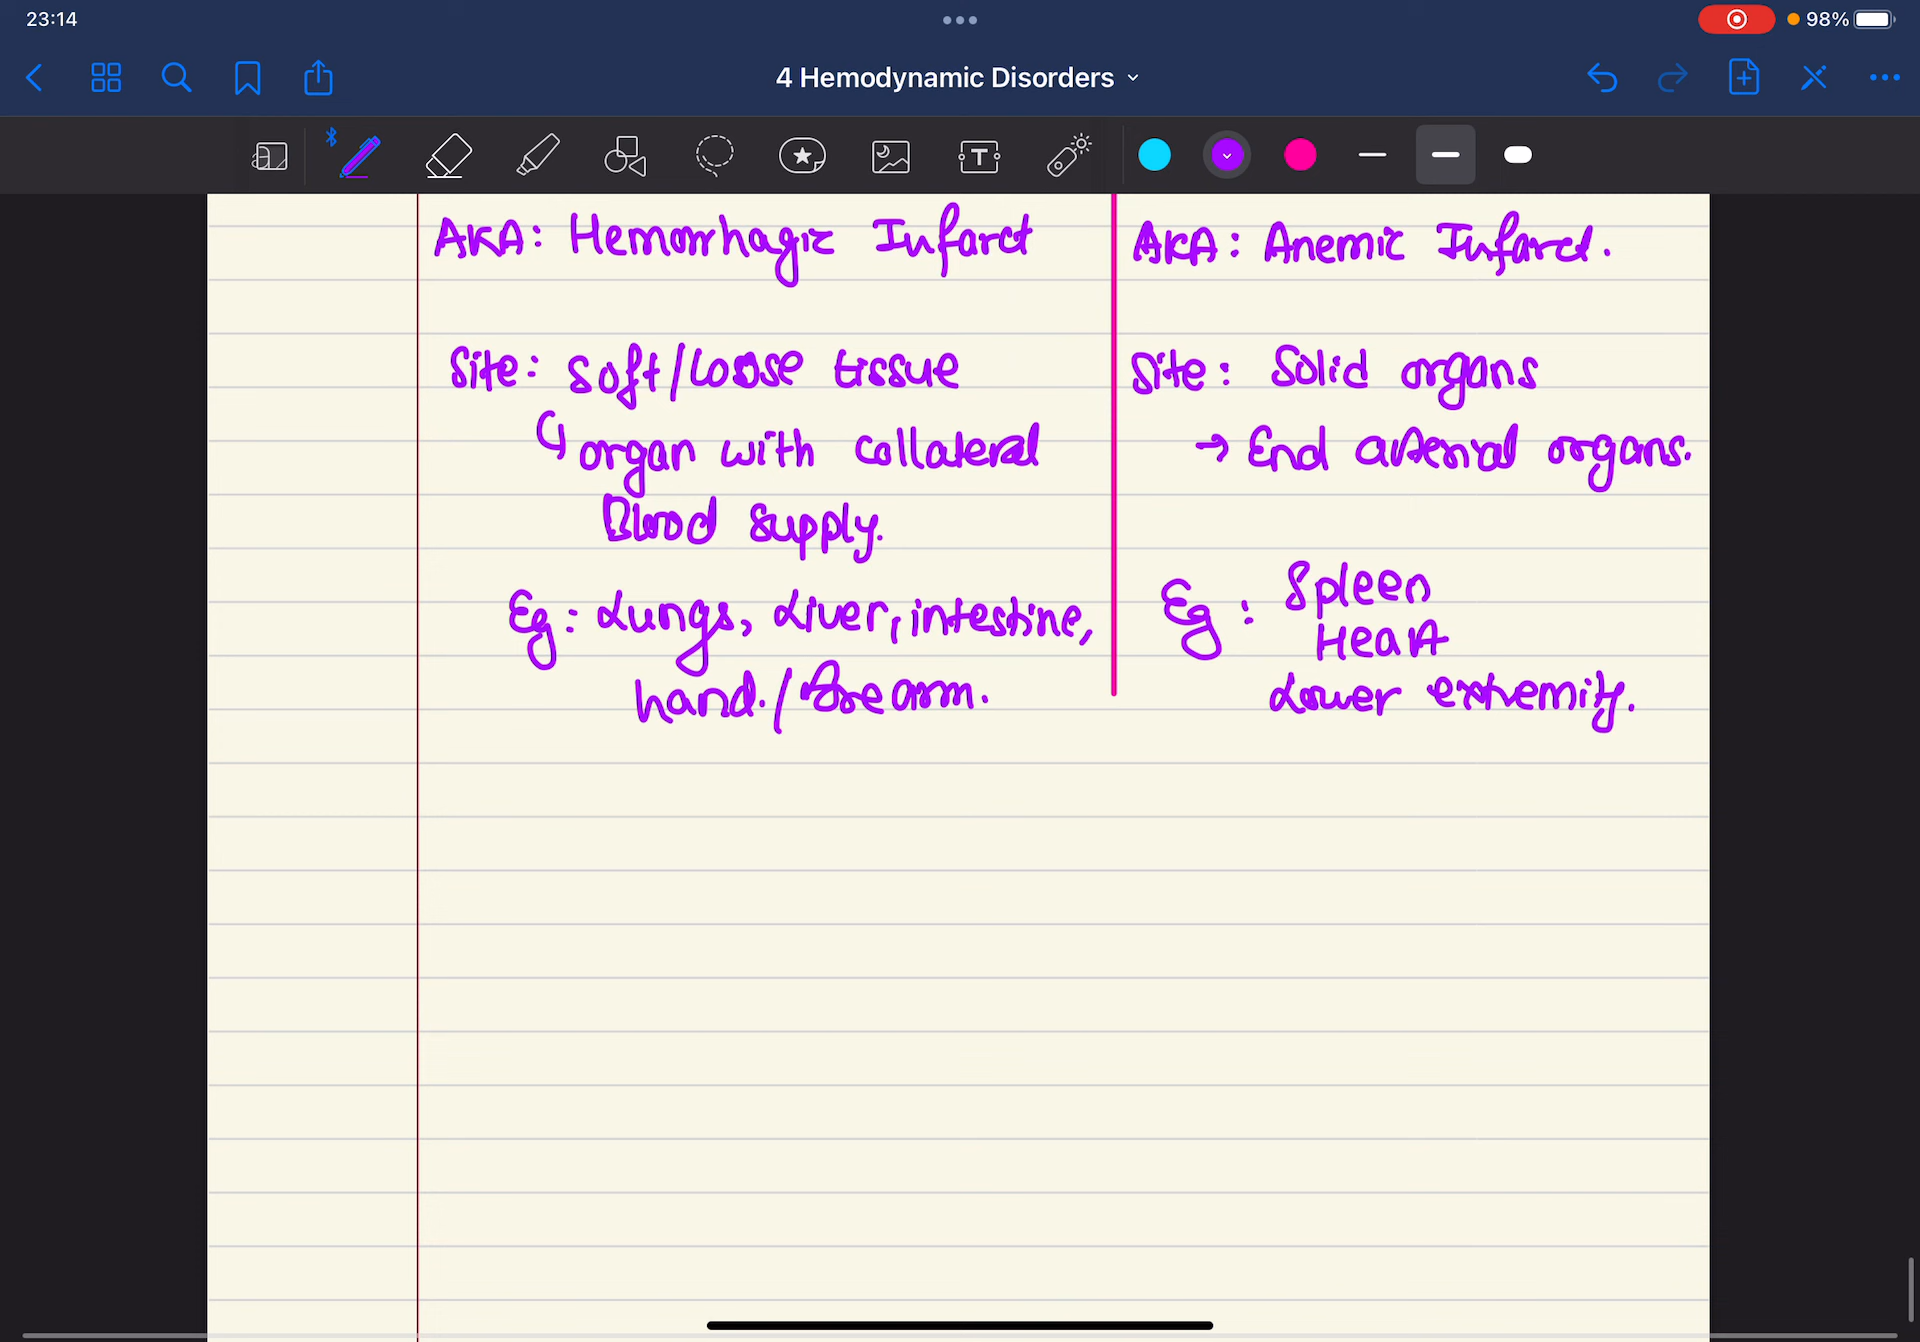 23:14
98%
4 Hemodynamic Disorders
AKA: Hemorrhagic Infarct
AKA: Anemic Infarct.
Site: Soft/Loose tissue
organ with collateral
Blood supply.
Eg: Lungs, Liver, intestine,
hand./Forearm.
Site: Solid organs
→ End arterial organs.
Eg: Spleen
Heart
Lower extremity.